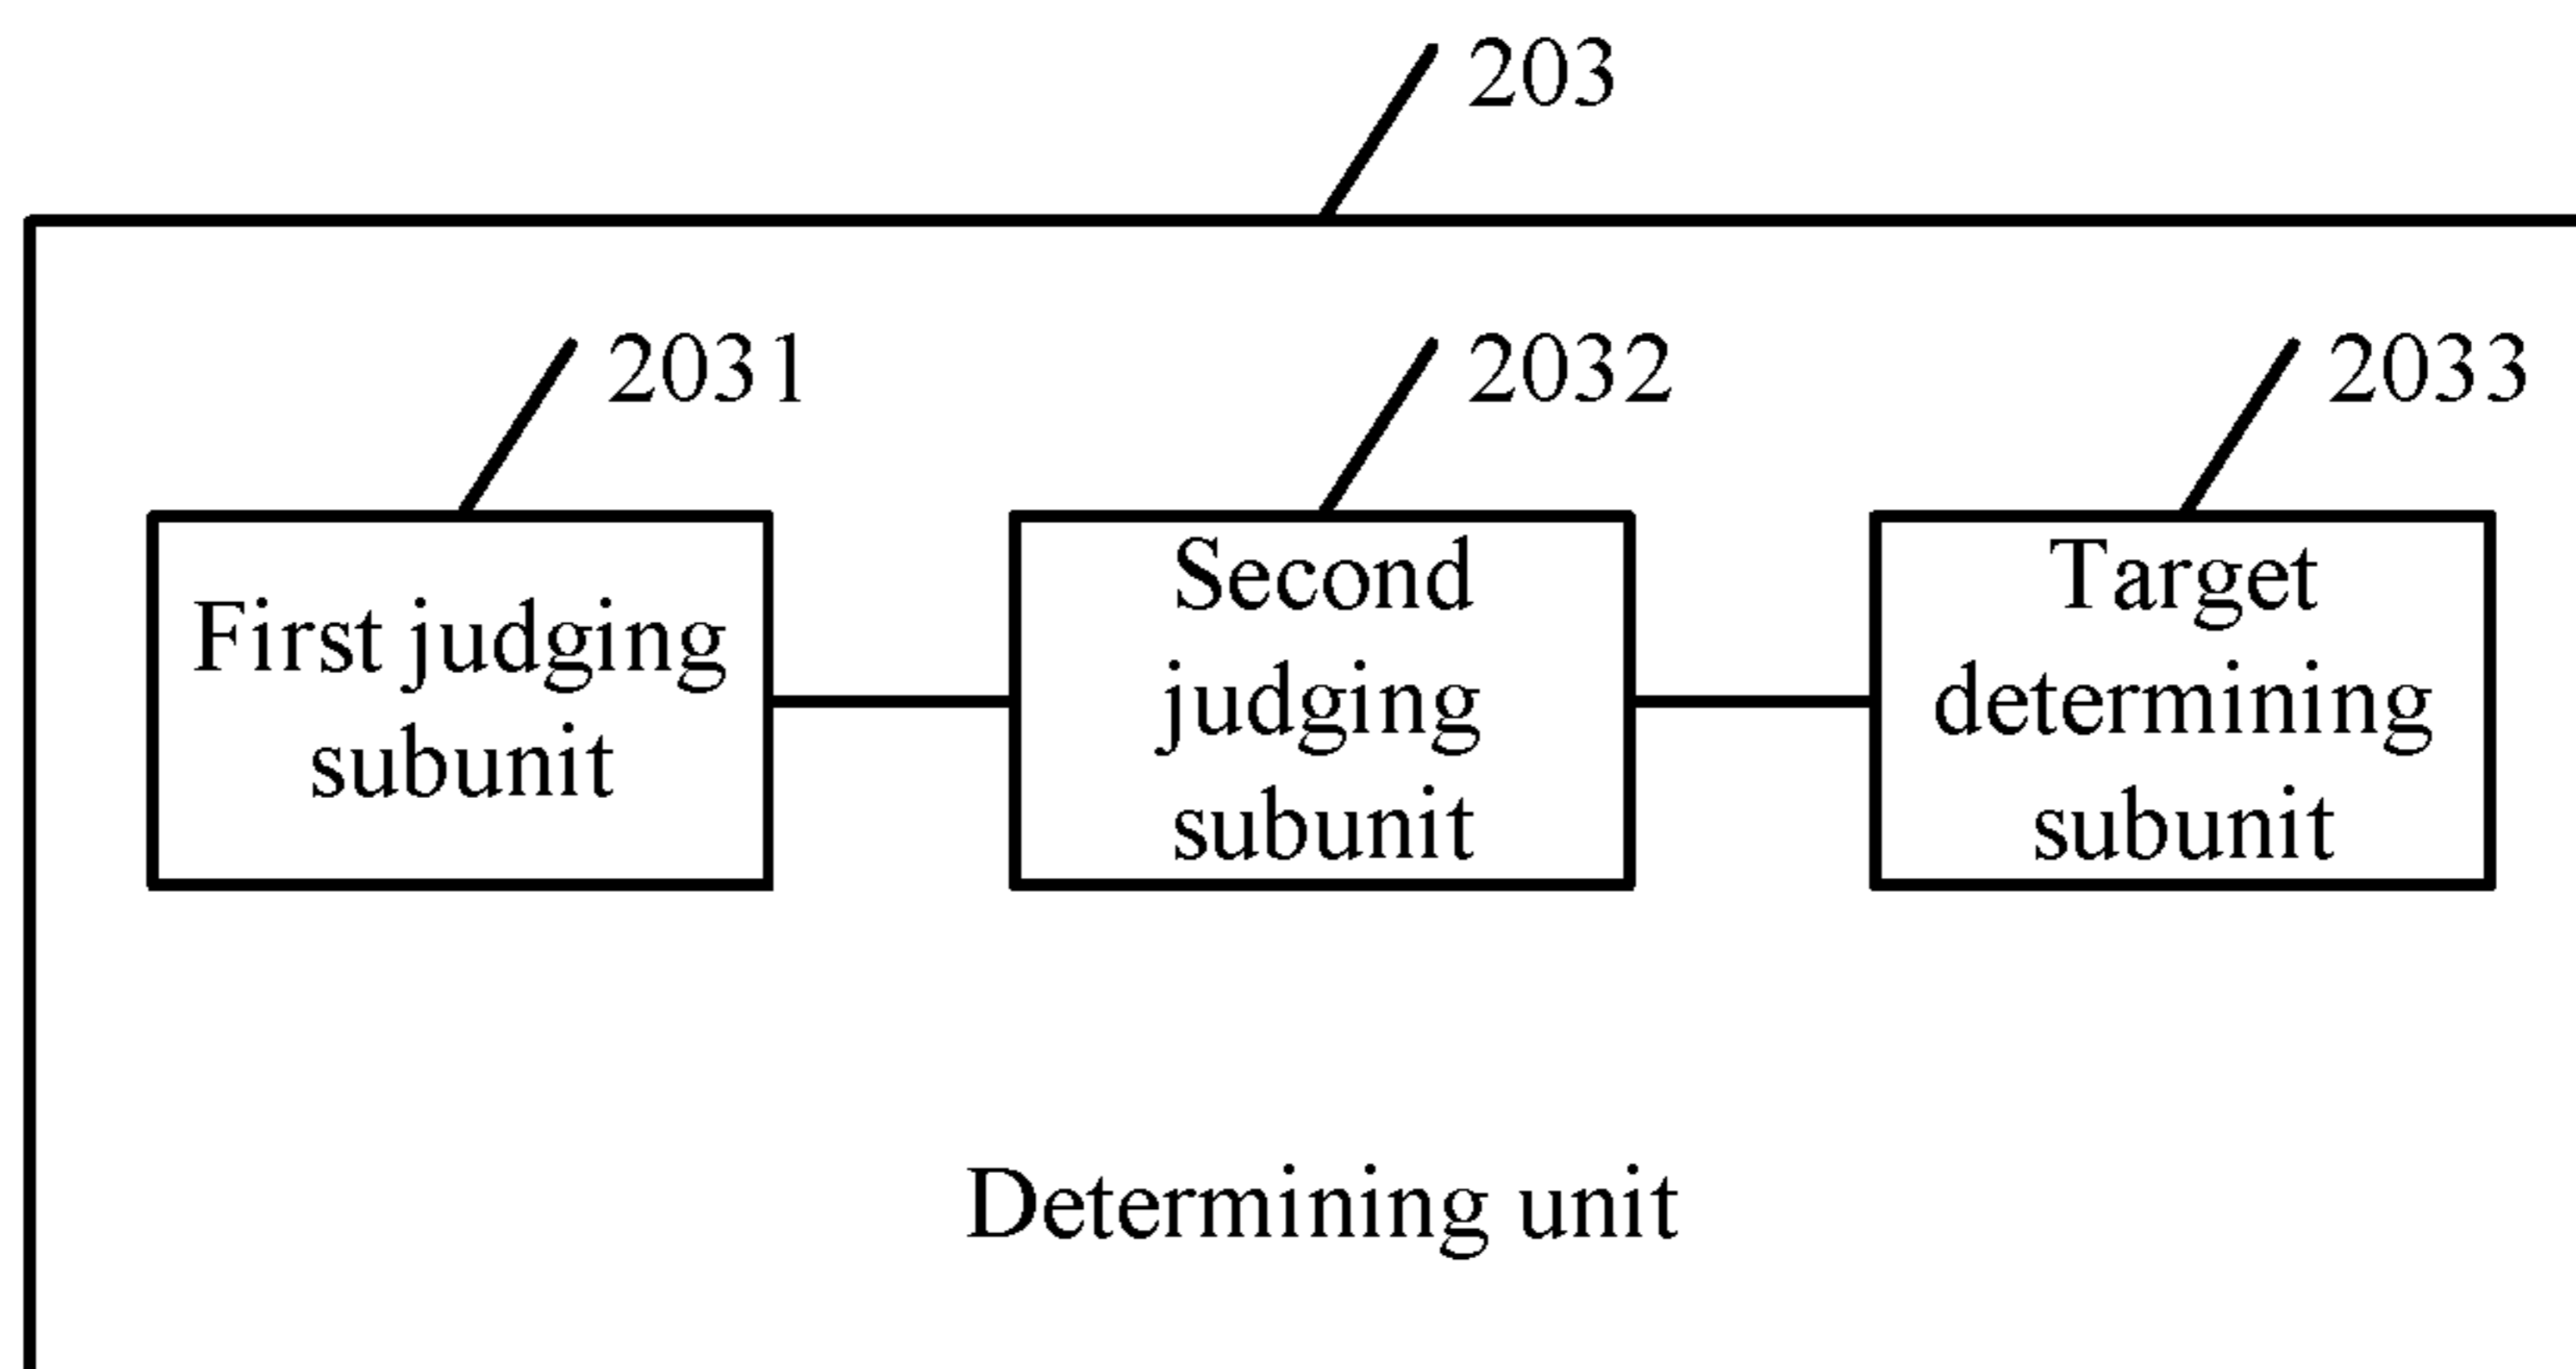 203
2031
2032
2033
First judging
subunit
Second
judging
subunit
Target
determining
subunit
Determining unit